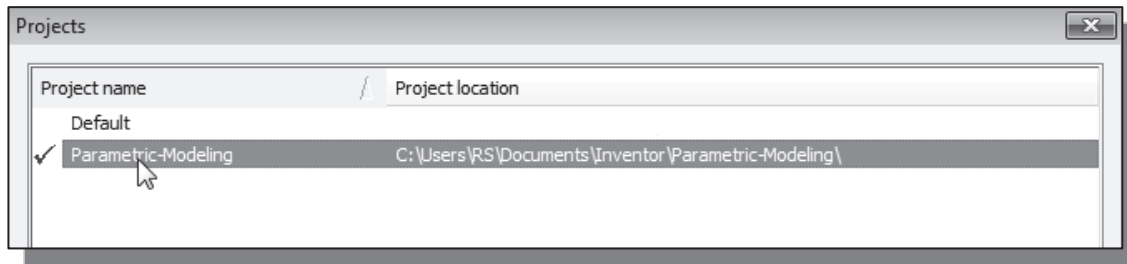 Projects
Project name Project location
Default
Parametric-Modeling C:\Users\RS\Documents\Inventor\Parametric-Modeling\